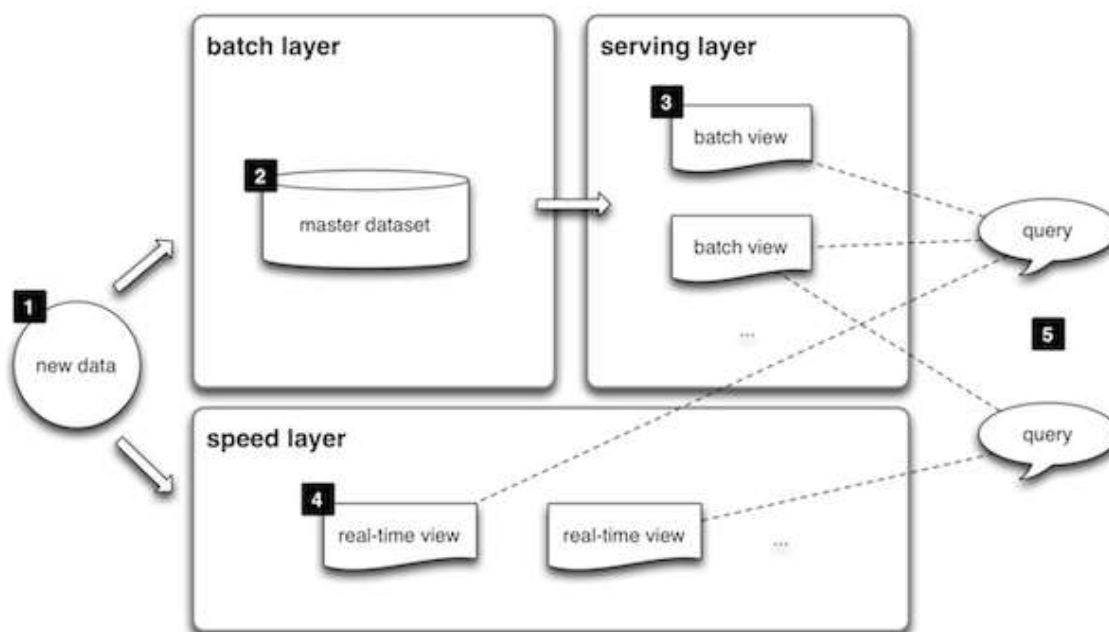 batch layer
serving layer
3
batch view
2
master dataset
batch view
query
1
...
5
new data
query
speed layer
4
real-time view
real-time view
...